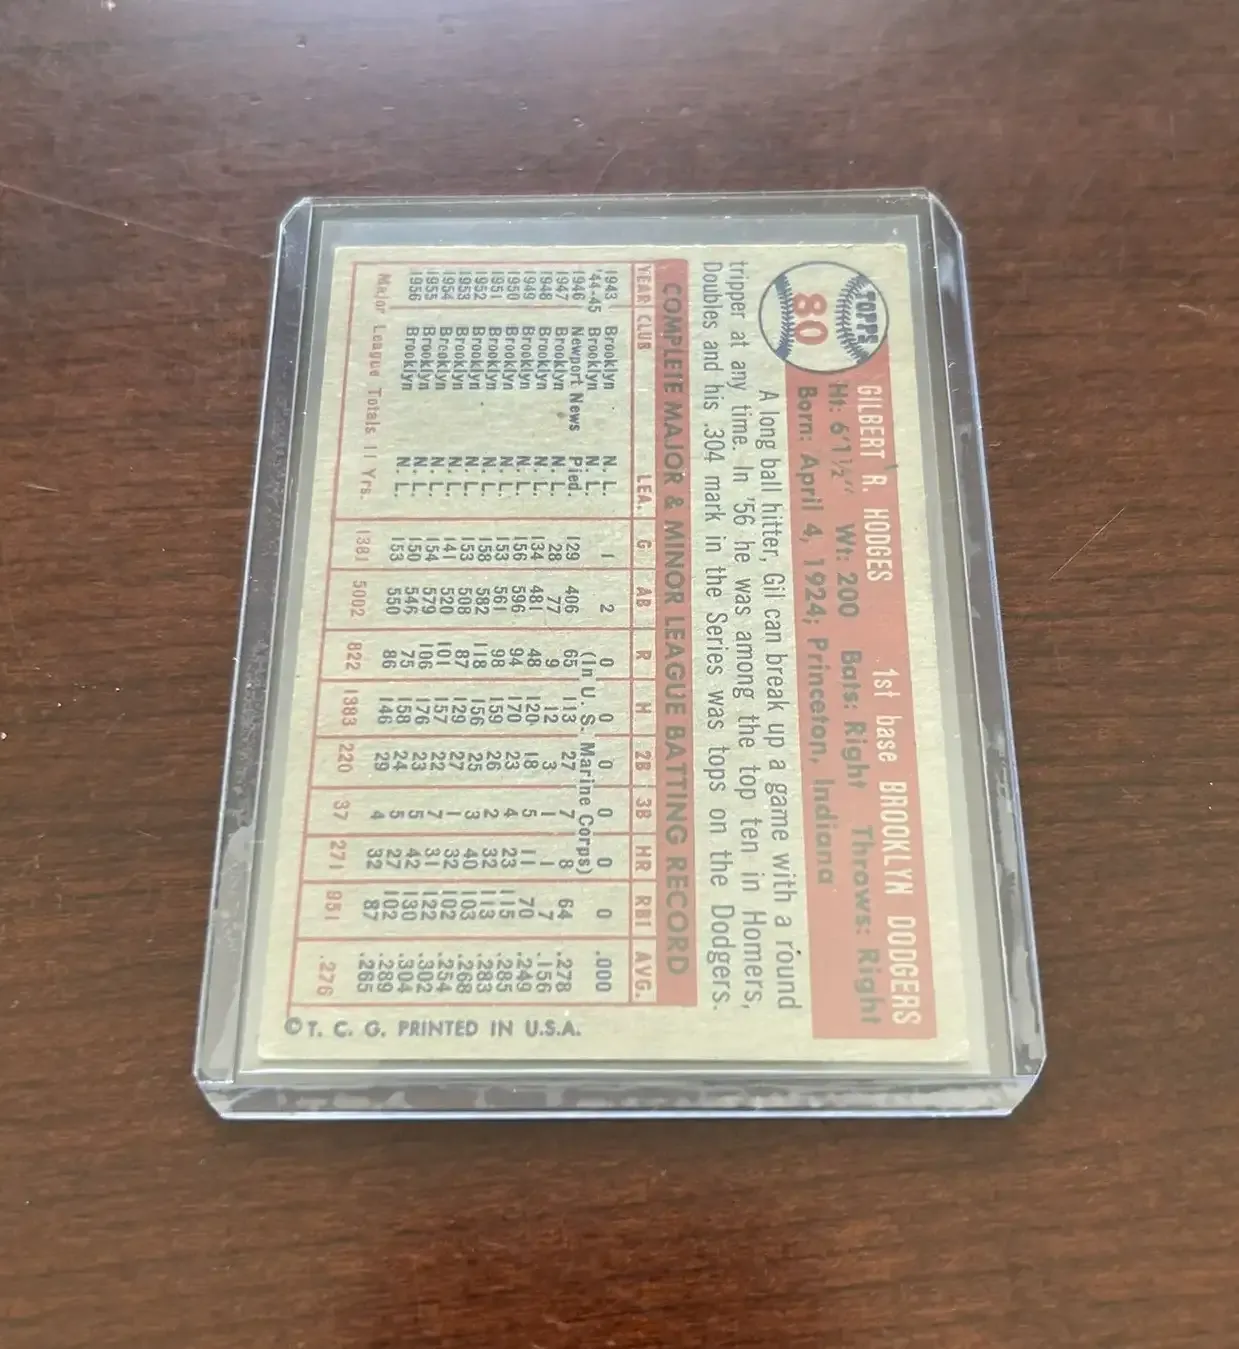 TOPPS
80
GILBERT R. HODGES 1st base BROOKLYN DODGERS
Ht: 6'1½" Wt: 200 Bats: Right Throws: Right
Born: April 4, 1924; Princeton, Indiana
A long ball hitter, Gil can break up a game with a round
tripper at any time. In '56 he was among the top ten in Homers,
Doubles and his .304 mark in the Series was tops on the Dodgers.
COMPLETE MAJOR & MINOR LEAGUE BATTING RECORD
YEAR CLUB LEA. G AB R H 2B 3B HR RBI AVG.
1943 Brooklyn N. L. 1 2 0 0 0 0 0 0 .000
'44-45 Brooklyn N. L. (In U. S. Marine Corps)
1946 Newport News Pied. 129 406 65 113 27 7 8 64 .278
1947 Brooklyn N. L. 28 77 9 12 3 1 1 7 .156
1948 Brooklyn N. L. 134 481 48 120 18 5 11 70 .249
1949 Brooklyn N. L. 156 596 94 170 23 4 23 115 .285
1950 Brooklyn N. L. 153 561 98 159 26 2 32 113 .283
1951 Brooklyn N. L. 158 582 118 156 25 3 40 103 .268
1952 Brooklyn N. L. 153 508 87 129 27 1 32 102 .254
1953 Brooklyn N. L. 141 520 101 157 22 7 31 122 .302
1954 Brooklyn N. L. 154 579 106 176 23 5 42 130 .304
1955 Brooklyn N. L. 150 546 75 158 24 5 27 102 .289
1956 Brooklyn N. L. 153 550 86 146 29 4 32 87 .265
Major League Totals 11 Yrs. 1381 5002 822 1383 220 37 271 951 .276
© T. C. G. PRINTED IN U.S.A.